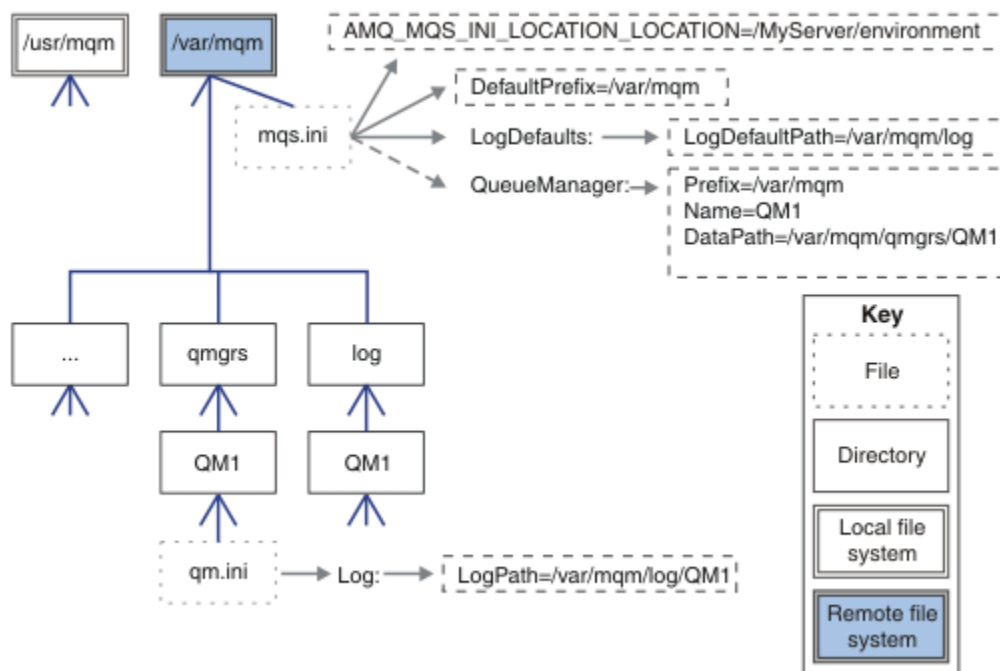 /usr/mqm
/var/mqm
AMQ_MQS_INI_LOCATION_LOCATION=/MyServer/environment
DefaultPrefix=/var/mqm
mqs.ini
LogDefaults:
LogDefaultPath=/var/mqm/log
QueueManager:
Prefix=/var/mqm
Name=QM1
DataPath=/var/mqm/qmgrs/QM1
...
qmgrs
log
QM1
QM1
qm.ini
Log:
LogPath=/var/mqm/log/QM1
Key
File
Directory
Local file
system
Remote file
system